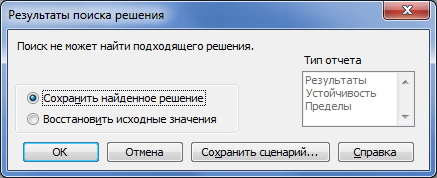 Результаты поиска решения
Поиск не может найти подходящего решения.
Тип отчета
Результаты
Устойчивость
Пределы
Сохранить найденное решение
Восстановить исходные значения
ОК
Отмена
Сохранить сценарий...
Справка